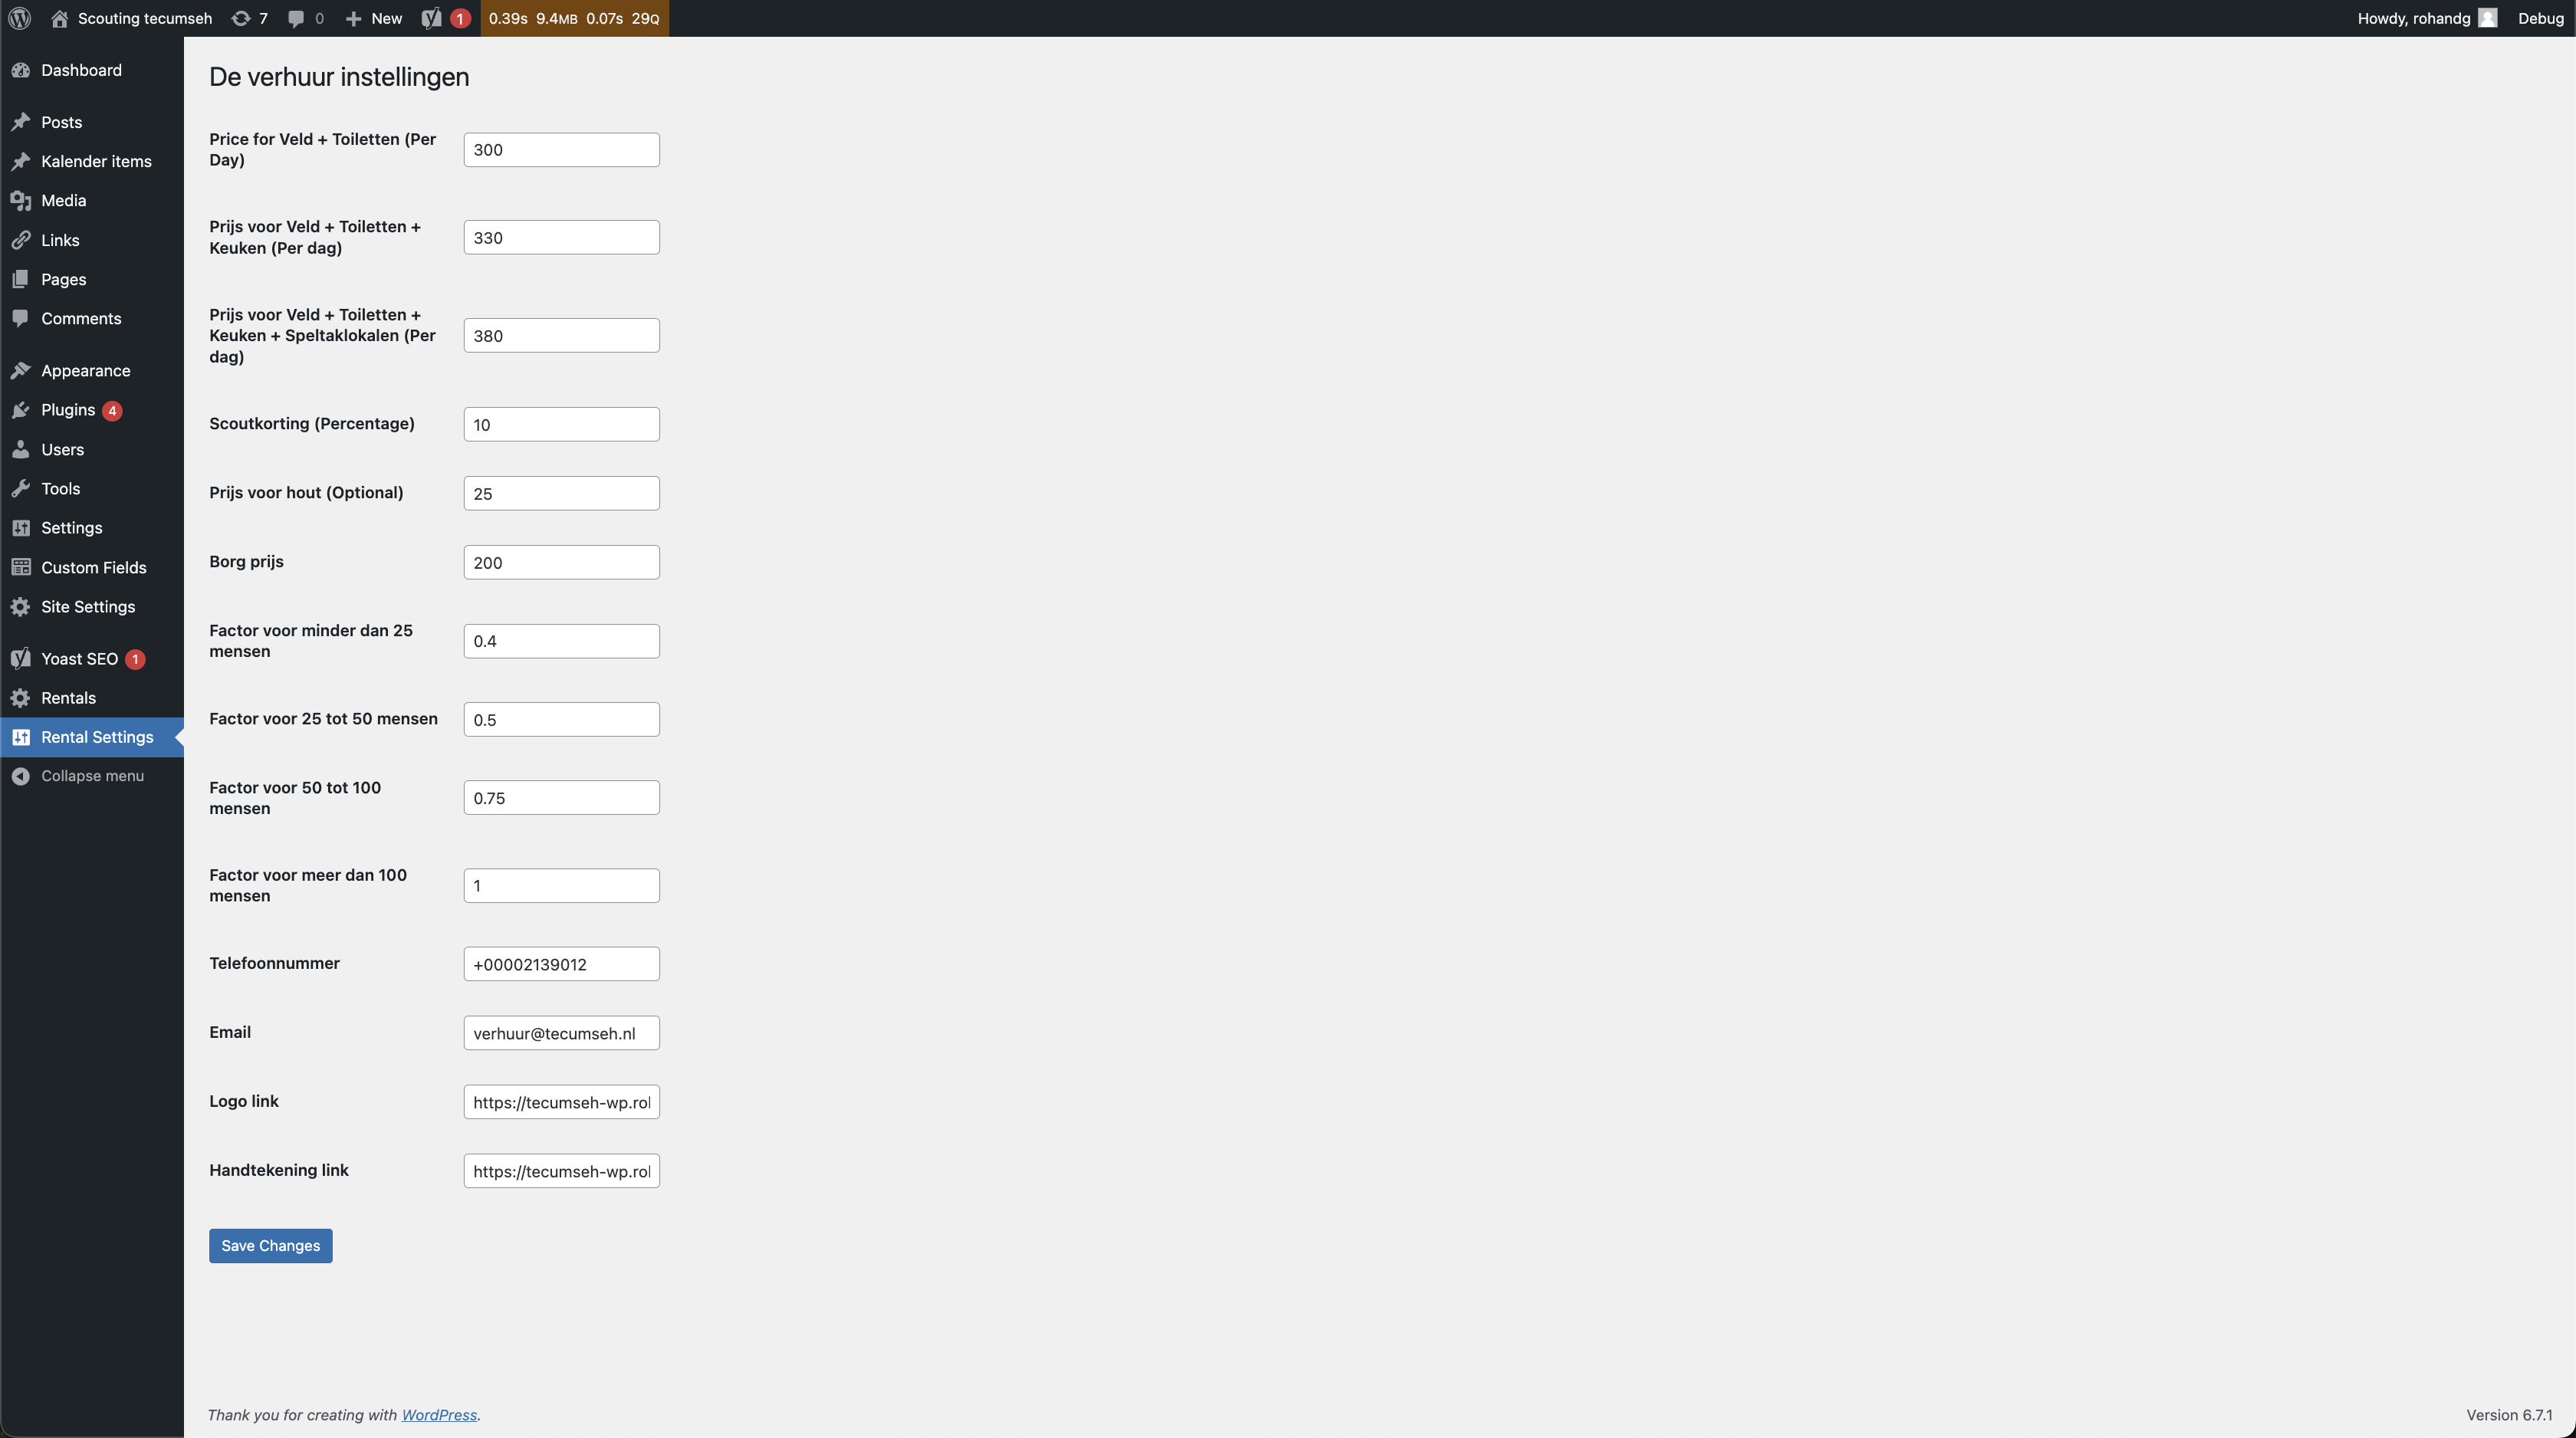 Scouting tecumseh 7 0 New 1 0.39s 9.4MB 0.07s 29Q Howdy, rohandg Debug
Dashboard
Posts
Kalender items
Media
Links
Pages
Comments
Appearance
Plugins 4
Users
Tools
Settings
Custom Fields
Site Settings
Yoast SEO 1
Rentals
Rental Settings
Collapse menu
De verhuur instellingen
Price for Veld + Toiletten (Per
Day)
300
Prijs voor Veld + Toiletten +
Keuken (Per dag)
330
Prijs voor Veld + Toiletten +
Keuken + Speltaklokalen (Per
dag)
380
Scoutkorting (Percentage)
10
Prijs voor hout (Optional)
25
Borg prijs
200
Factor voor minder dan 25
mensen
0.4
Factor voor 25 tot 50 mensen
0.5
Factor voor 50 tot 100
mensen
0.75
Factor voor meer dan 100
mensen
1
Telefoonnummer
+00002139012
Email
verhuur@tecumseh.nl
Logo link
https://tecumseh-wp.rol
Handtekening link
https://tecumseh-wp.rol
Save Changes
Thank you for creating with WordPress.
Version 6.7.1